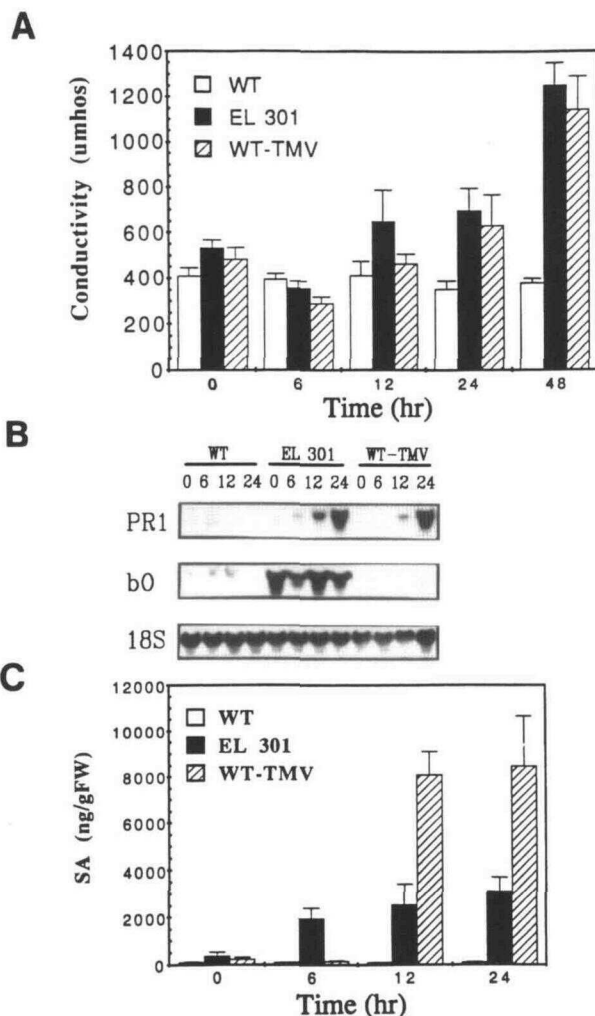 A
Conductivity (umhos)
1400
1200
1000
800
600
400
200
0
WT
EL 301
WT-TMV
0 6 12 24 48
Time (hr)
B
WT EL 301 WT-TMV
0 6 12 24 0 6 12 24 0 6 12 24
PR1
bO
18S
C
SA (ng/gFW)
12000
10000
8000
6000
4000
2000
0
WT
EL 301
WT-TMV
0 6 12 24
Time (hr)